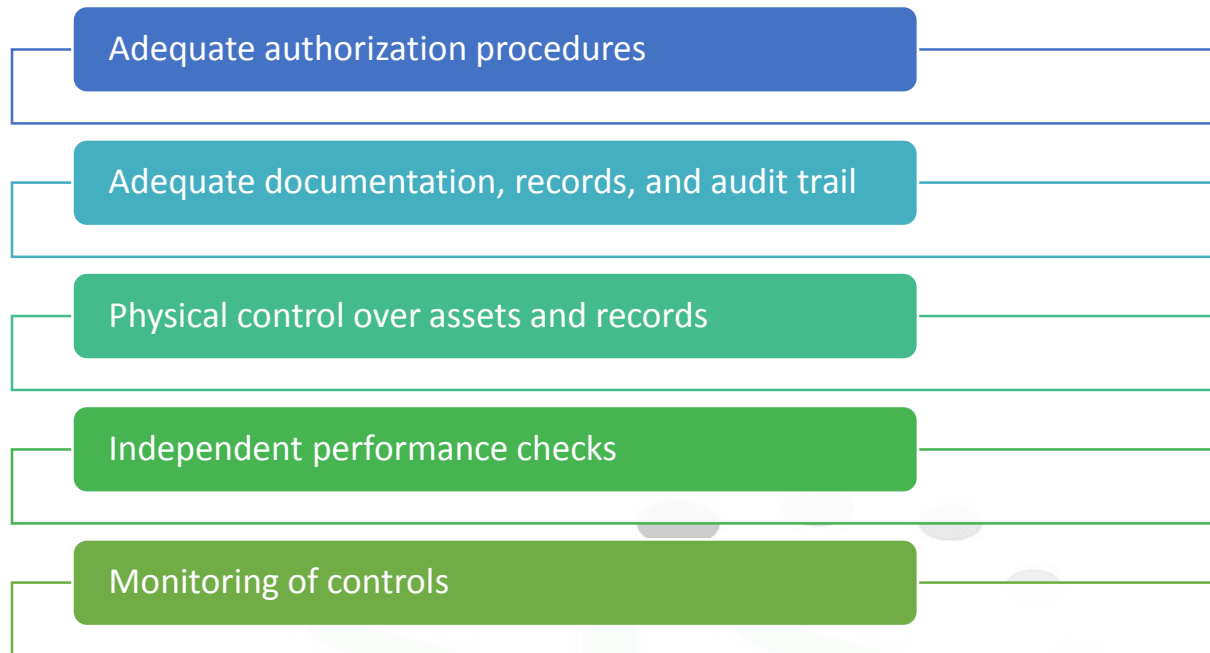 Adequate authorization procedures
Adequate documentation, records, and audit trail
Physical control over assets and records
Independent performance checks
Monitoring of controls